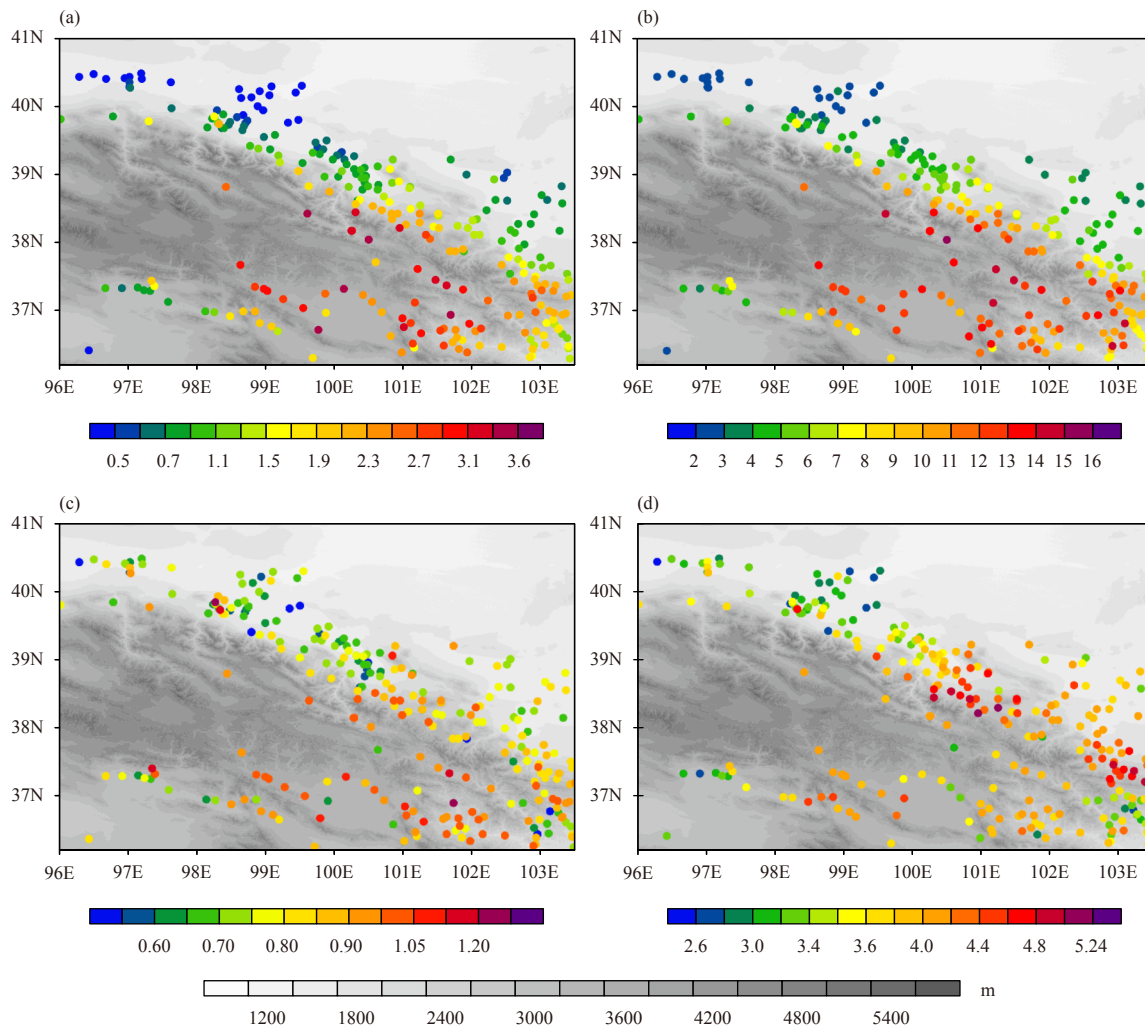 (a) (b)
41N 41N
40N 40N
39N 39N
38N 38N
37N 37N
96E 97E 98E 99E 100E 101E 102E 103E 96E 97E 98E 99E 100E 101E 102E 103E
0.5 0.7 1.1 1.5 1.9 2.3 2.7 3.1 3.6 2 3 4 5 6 7 8 9 10 11 12 13 14 15 16
(c) (d)
41N 41N
40N 40N
39N 39N
38N 38N
37N 37N
96E 97E 98E 99E 100E 101E 102E 103E 96E 97E 98E 99E 100E 101E 102E 103E
0.60 0.70 0.80 0.90 1.05 1.20 2.6 3.0 3.4 3.6 4.0 4.4 4.8 5.24
m
1200 1800 2400 3000 3600 4200 4800 5400